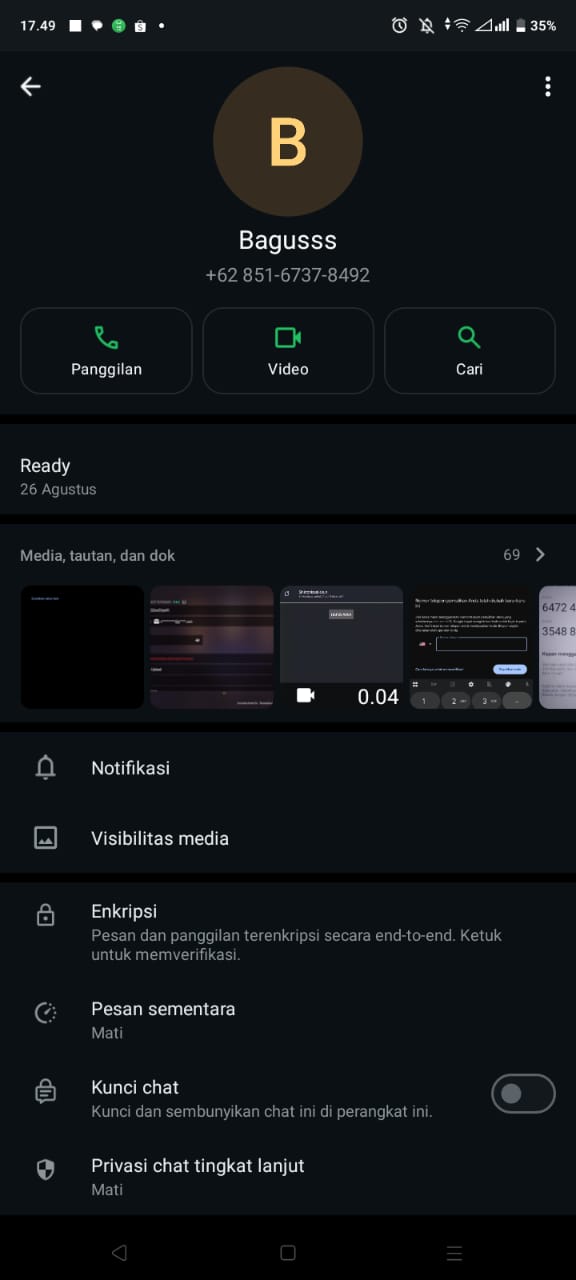 17.49
35%
B
Bagusss
+62 851-6737-8492
Panggilan
Video
Cari
Ready
26 Agustus
Media, tautan, dan dok
69
0.04
6472 4
3548 8
1
2
3
Notifikasi
Visibilitas media
Enkripsi
Pesan dan panggilan terenkripsi secara end-to-end. Ketuk
untuk memverifikasi.
Pesan sementara
Mati
Kunci chat
Kunci dan sembunyikan chat ini di perangkat ini.
Privasi chat tingkat lanjut
Mati